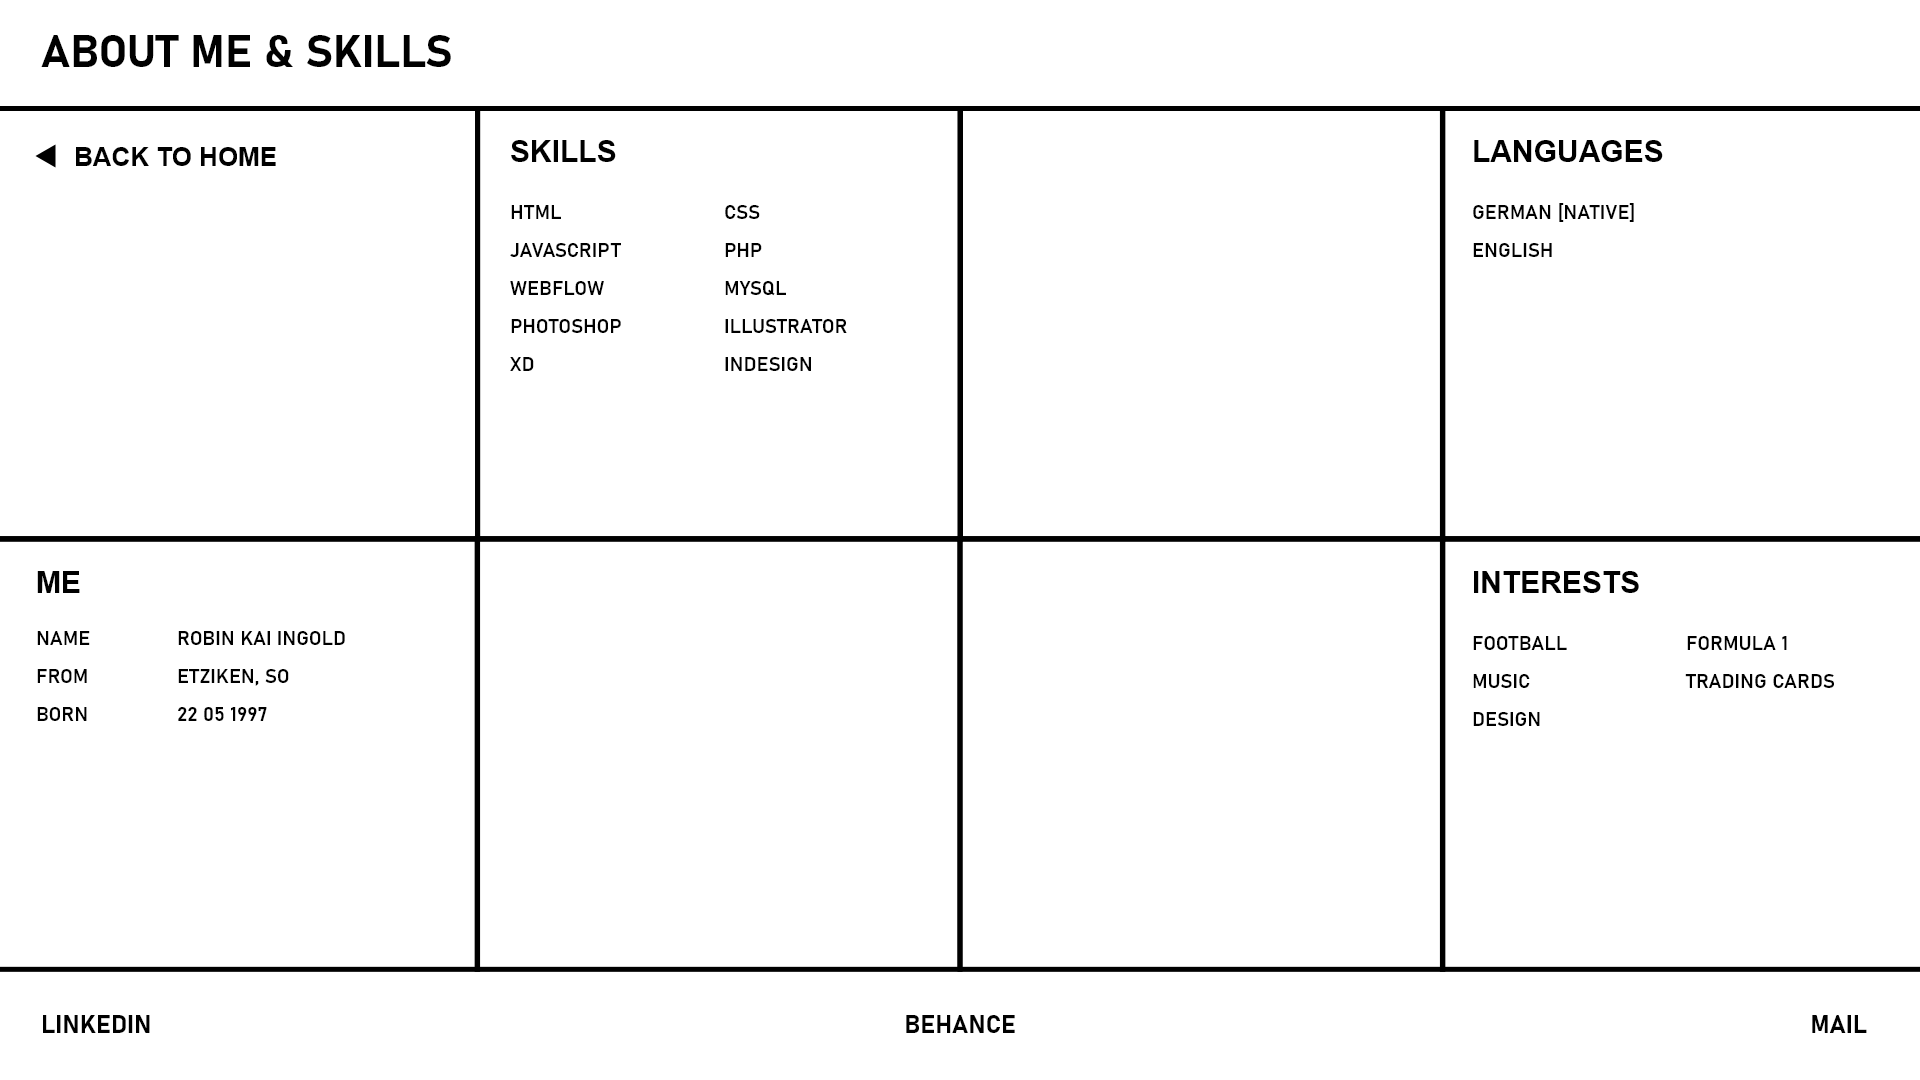 ABOUT ME & SKILLS
BACK TO HOME
SKILLS
HTML CSS
JAVASCRIPT PHP
WEBFLOW MYSQL
PHOTOSHOP ILLUSTRATOR
XD INDESIGN
LANGUAGES
GERMAN [NATIVE]
ENGLISH
ME
NAME ROBIN KAI INGOLD
FROM ETZIKEN, SO
BORN 22 05 1997
INTERESTS
FOOTBALL FORMULA 1
MUSIC TRADING CARDS
DESIGN
LINKEDIN BEHANCE MAIL